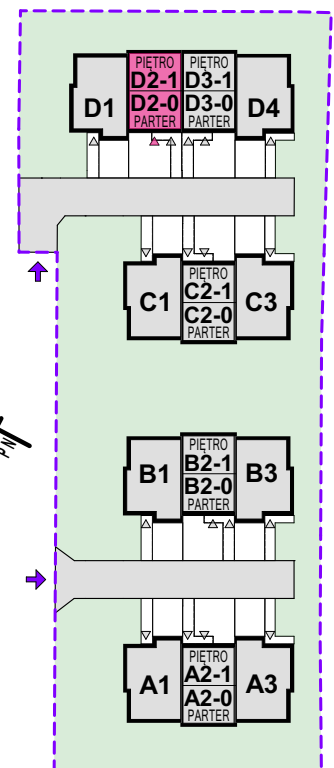 PIĘTRO PIĘTRO
D2-1 D3-1
D1 D2-0 D3-0 D4
PARTER PARTER
PIĘTRO
C2-1
C1 C2-0 C3
PARTER
PN
PIĘTRO
B2-1
B1 B2-0 B3
PARTER
PIĘTRO
A2-1
A1 A2-0 A3
PARTER